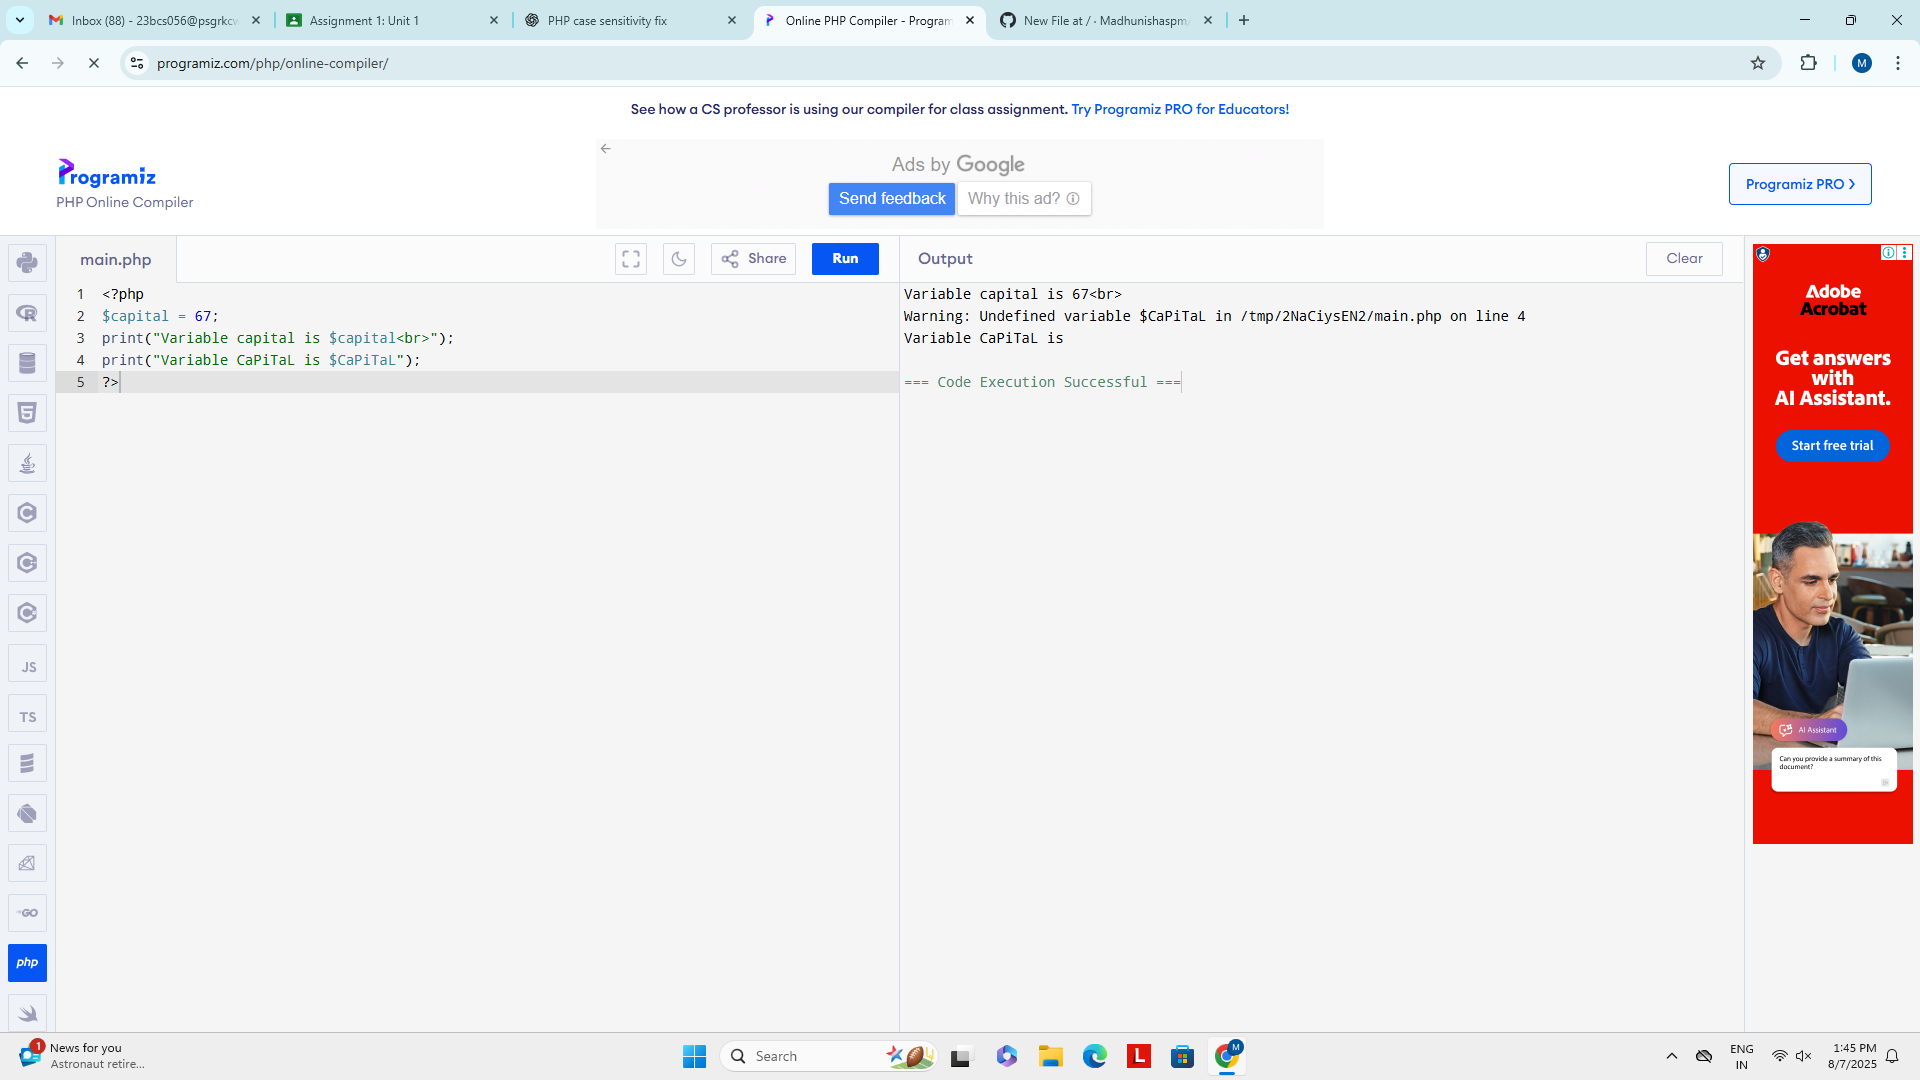 Inbox (88) - 23bcs056@psgrkcw
Assignment 1: Unit 1
PHP case sensitivity fix
Online PHP Compiler - Program
New File at / · Madhunishaspm/
programiz.com/php/online-compiler/
M
See how a CS professor is using our compiler for class assignment. Try Programiz PRO for Educators!
Programiz
PHP Online Compiler
Ads by Google
Send feedback
Why this ad?
Programiz PRO
main.php
Share
Run
Output
Clear
1 <?php
2 $capital = 67;
3 print("Variable capital is $capital<br>");
4 print("Variable CaPiTaL is $CaPiTaL");
5 ?>
Variable capital is 67<br>
Warning: Undefined variable $CaPiTaL in /tmp/2NaCiysEN2/main.php on line 4
Variable CaPiTaL is
=== Code Execution Successful ===
R
5
C
C
C
JS
TS
GO
php
Adobe
Acrobat
Get answers
with
AI Assistant.
Start free trial
AI Assistant
Can you provide a summary of this
document?
1
News for you
Astronaut retire...
Search
L
M
ENG
IN
1:45 PM
8/7/2025